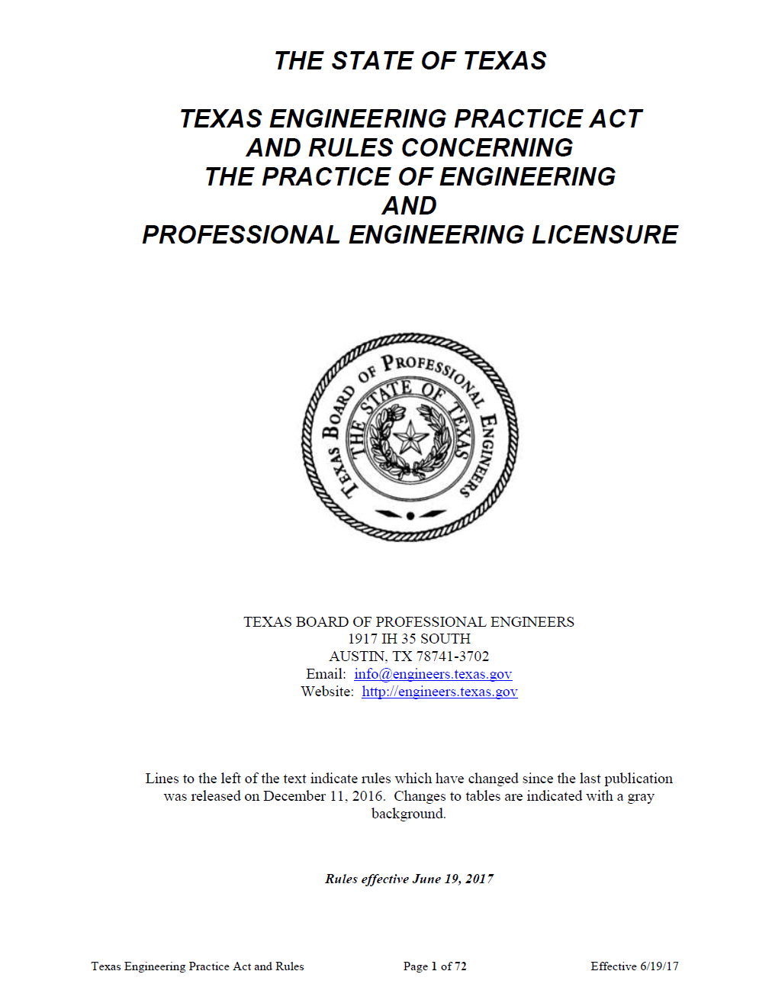 THE STATE OF TEXAS
TEXAS ENGINEERING PRACTICE ACT
AND RULES CONCERNING
THE PRACTICE OF ENGINEERING
AND
PROFESSIONAL ENGINEERING LICENSURE
TEXAS BOARD OF PROFESSIONAL ENGINEERS
THE STATE OF TEXAS
TEXAS BOARD OF PROFESSIONAL ENGINEERS
1917 IH 35 SOUTH
AUSTIN, TX 78741-3702
Email: info@engineers.texas.gov
Website: http://engineers.texas.gov
Lines to the left of the text indicate rules which have changed since the last publication
was released on December 11, 2016. Changes to tables are indicated with a gray
background.
Rules effective June 19, 2017
Texas Engineering Practice Act and Rules Page 1 of 72 Effective 6/19/17